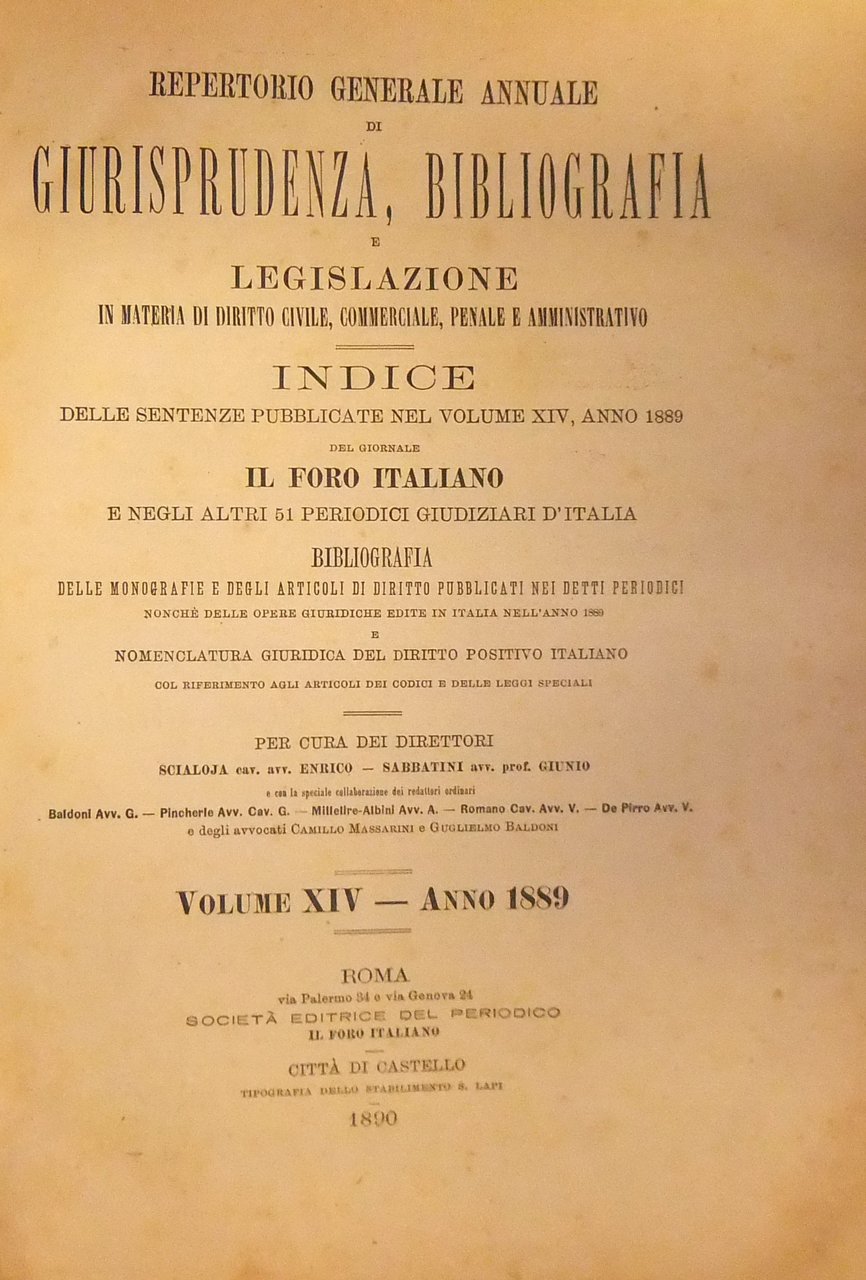 REPERTORIO GENERALE ANNUALE
DI
GIURISPRUDENZA, BIBLIOGRAFIA
E
LEGISLAZIONE
IN MATERIA DI DIRITTO CIVILE, COMMERCIALE, PENALE E AMMINISTRATIVO
INDICE
DELLE SENTENZE PUBBLICATE NEL VOLUME XIV, ANNO 1889
DEL GIORNALE
IL FORO ITALIANO
E NEGLI ALTRI 51 PERIODICI GIUDIZIARI D'ITALIA
BIBLIOGRAFIA
DELLE MONOGRAFIE E DEGLI ARTICOLI DI DIRITTO PUBBLICATI NEI DETTI PERIODICI
NONCHÈ DELLE OPERE GIURIDICHE EDITE IN ITALIA NELL'ANNO 1889
E
NOMENCLATURA GIURIDICA DEL DIRITTO POSITIVO ITALIANO
COL RIFERIMENTO AGLI ARTICOLI DEI CODICI E DELLE LEGGI SPECIALI
PER CURA DEI DIRETTORI
SCIALOJA cav. avv. ENRICO — SABBATINI avv. prof. GIUNIO
e con la speciale collaborazione dei redattori ordinari
Baldoni Avv. G. — Pincherle Avv. Cav. G. — Millelire-Albini Avv. A. — Romano Cav. Avv. V. — De Pirro Avv. V.
e degli avvocati CAMILLO MASSARINI e GUGLIELMO BALDONI
VOLUME XIV — ANNO 1889
ROMA
via Palermo 34 e via Genova 24
SOCIETÀ EDITRICE DEL PERIODICO
IL FORO ITALIANO
CITTÀ DI CASTELLO
TIPOGRAFIA DELLO STABILIMENTO S. LAPI
1890